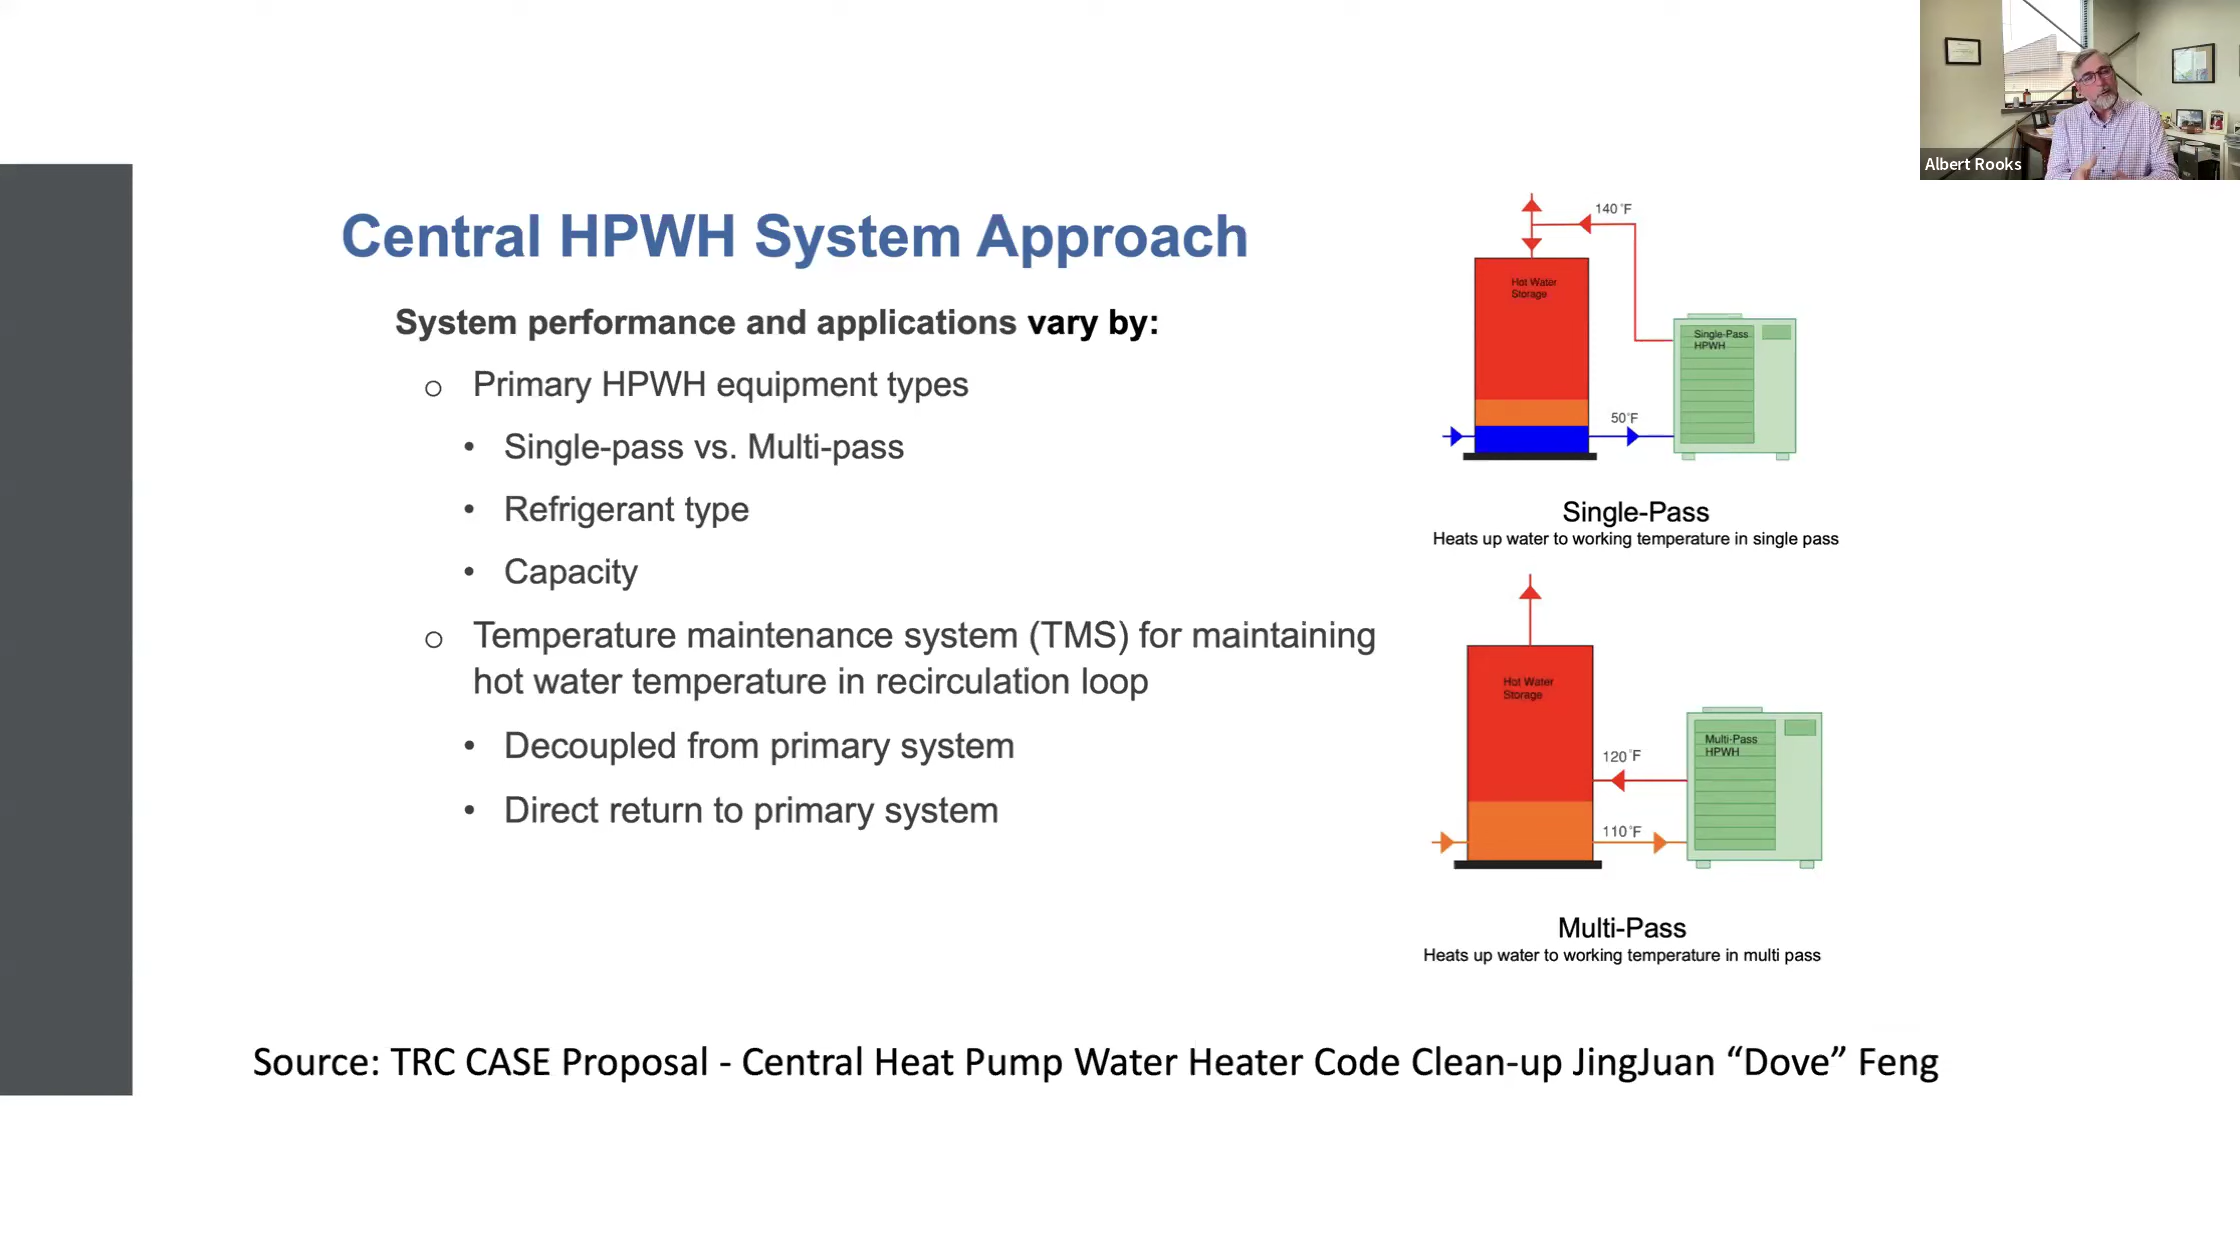 Albert Rooks
Central HPWH System Approach
System performance and applications vary by:
o Primary HPWH equipment types
• Single-pass vs. Multi-pass
• Refrigerant type
• Capacity
o Temperature maintenance system (TMS) for maintaining
hot water temperature in recirculation loop
• Decoupled from primary system
• Direct return to primary system
140°F
Hot Water
Storage
Single-Pass
HPWH
50°F
Single-Pass
Heats up water to working temperature in single pass
Hot Water
Storage
Multi-Pass
HPWH
120°F
110°F
Multi-Pass
Heats up water to working temperature in multi pass
Source: TRC CASE Proposal - Central Heat Pump Water Heater Code Clean-up JingJuan “Dove” Feng